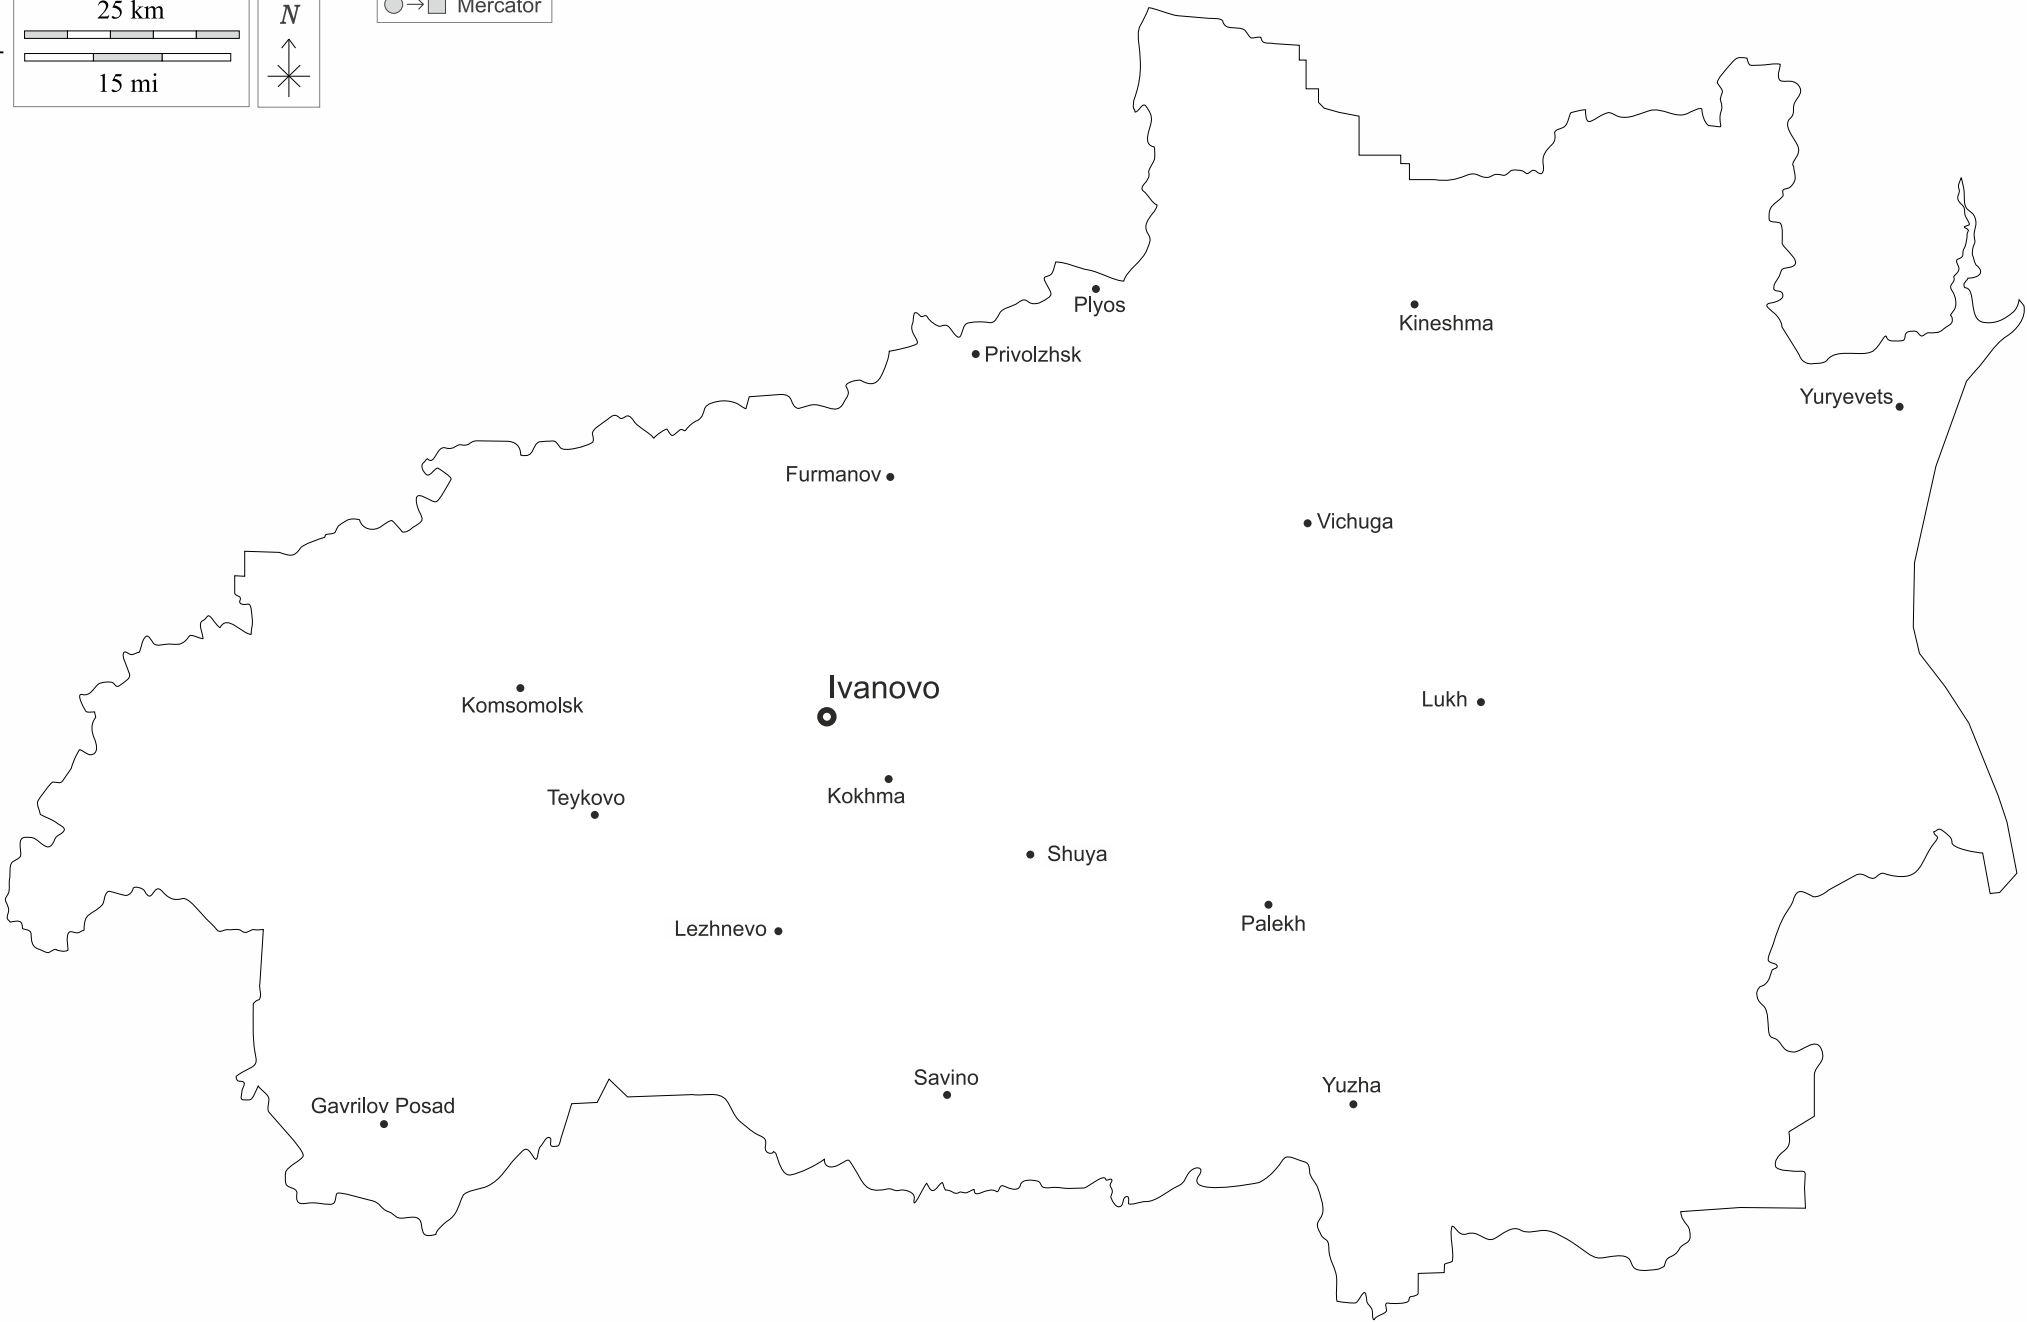 25 km
15 mi
N
Mercator
Plyos
Kineshma
Privolzhsk
Yuryevets
Furmanov
Vichuga
Ivanovo
Komsomolsk
Lukh
Kokhma
Teykovo
Shuya
Palekh
Lezhnevo
Savino
Yuzha
Gavrilov Posad